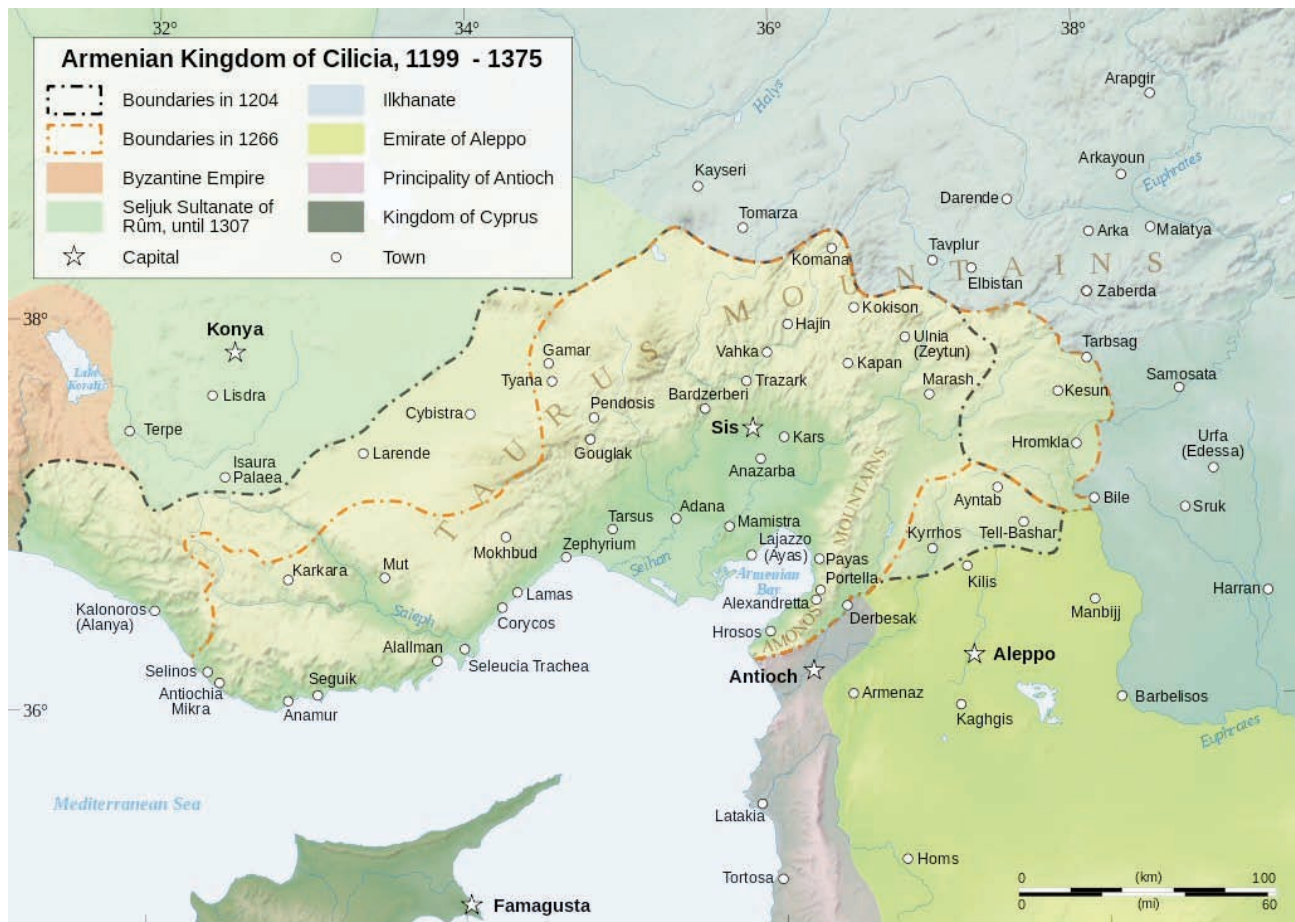 32°
34°
36°
38°
Armenian Kingdom of Cilicia, 1199 - 1375
Boundaries in 1204
Boundaries in 1266
Byzantine Empire
Seljuk Sultanate of
Rûm, until 1307
Capital
Ilkhanate
Emirate of Aleppo
Principality of Antioch
Kingdom of Cyprus
Town
Halys
Arapgir
Arkayoun
Euphrates
Kayseri
Darende
Tomarza
Arka
Malatya
Komana
Tavplur
Elbistan
Zaberda
TAURUS MOUNTAINS
38°
Konya
Lake
Lisdra
Terpe
Isaura
Palaea
Cybistra
Larende
Gamar
Tyana
Pendosis
Gouglak
Hajin
Kokison
Vahka
Ulnia
(Zeytun)
Kapan
Trazark
Bardzerberi
Marash
Tarbsag
Kesun
Samosata
Sis
Kars
Anazarba
Hromkla
Urfa
(Edessa)
Ayntab
Bile
Sruk
Adana
Tarsus
Mamistra
Mokhbud
Zephyrium
Lajazzo
(Ayas)
Seihan
Kyrrhos
Tell-Bashar
AMONOS MOUNTAINS
Payas
Portella
Armenian
Bay
Kilis
Karkara
Mut
Lamas
Alexandretta
Derbesak
Manbijj
Harran
Kalonoros
(Alanya)
Saleph
Corycos
Hrosos
Alallman
Seleucia Trachea
Selinos
Antiochia
Mikra
Seguik
Anamur
Antioch
Aleppo
Armenaz
Kaghgis
Barbelisos
36°
Euphrates
Mediterranean Sea
Latakia
Homs
Tortosa
Famagusta
0 (km) 100
0 (mi) 60